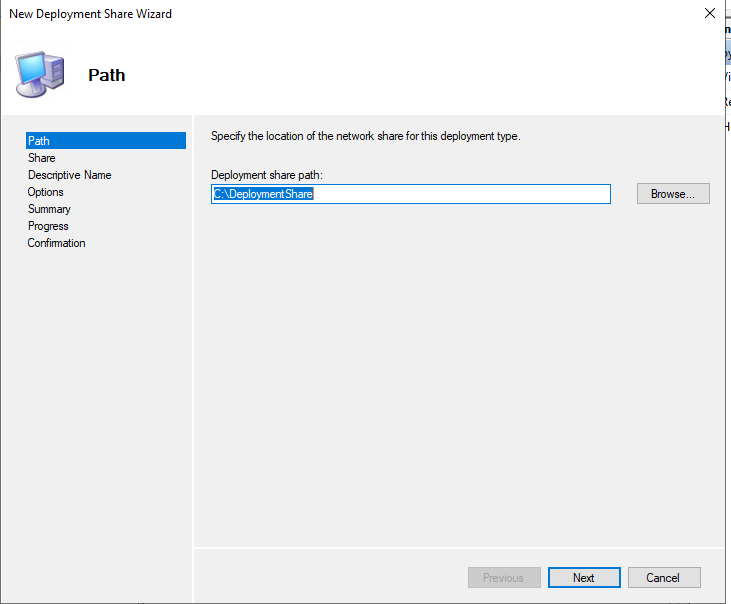 New Deployment Share Wizard
Path
Path
Share
Descriptive Name
Options
Summary
Progress
Confirmation
Specify the location of the network share for this deployment type.
Deployment share path:
C:\DeploymentShare
Browse...
Previous
Next
Cancel